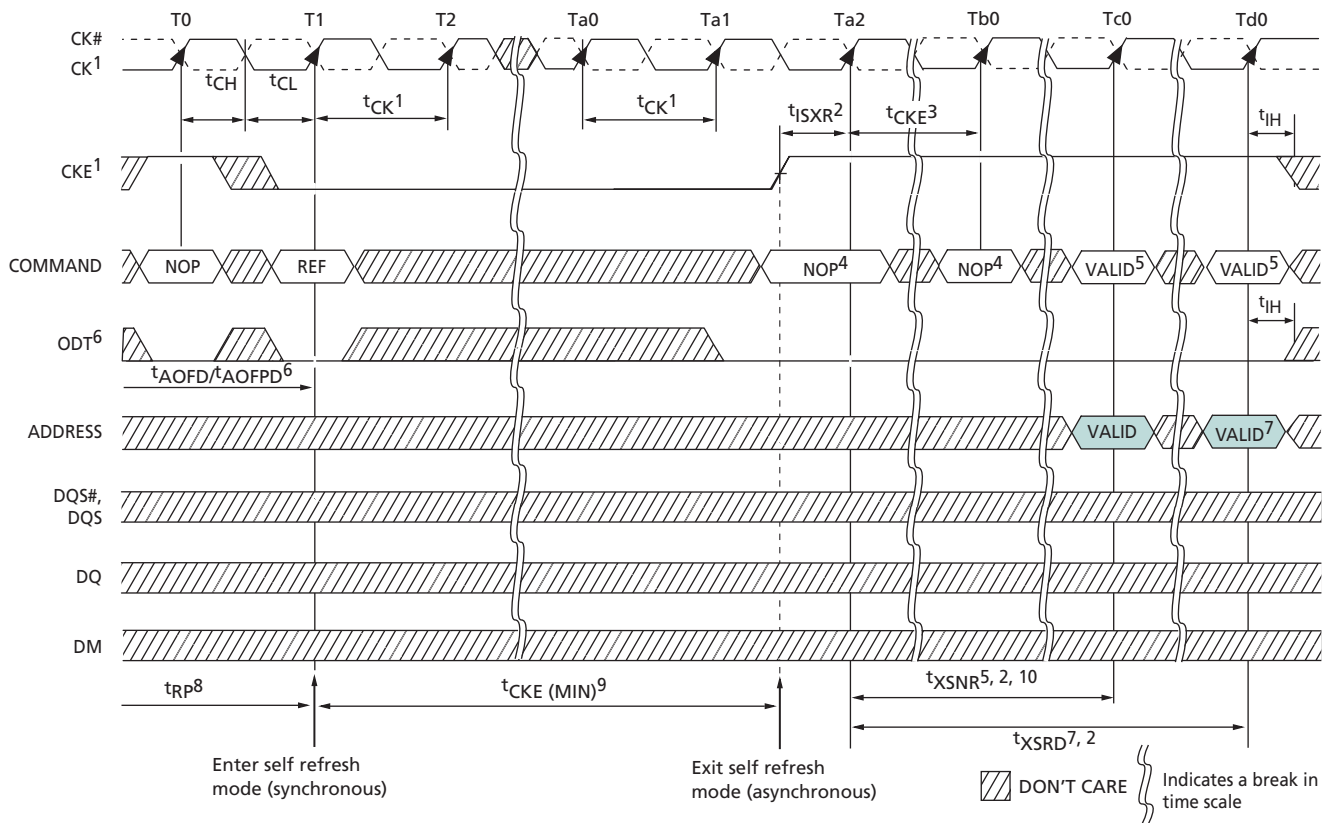 T0 T1 T2 Ta0 Ta1 Ta2 Tb0 Tc0 Td0
CK#
CK1
tCH tCL tCK1 tCK1 tISXR2 tCKE3 tIH
CKE1
COMMAND NOP REF NOP4 NOP4 VALID5 VALID5
tIH
ODT6
tAOFD/tAOFPD6
ADDRESS VALID VALID7
DQS#,
DQS
DQ
DM
tRP8 tCKE (MIN)9 tXSNR5, 2, 10
tXSRD7, 2
Enter self refresh
mode (synchronous)
Exit self refresh
mode (asynchronous)
DON'T CARE
Indicates a break in
time scale